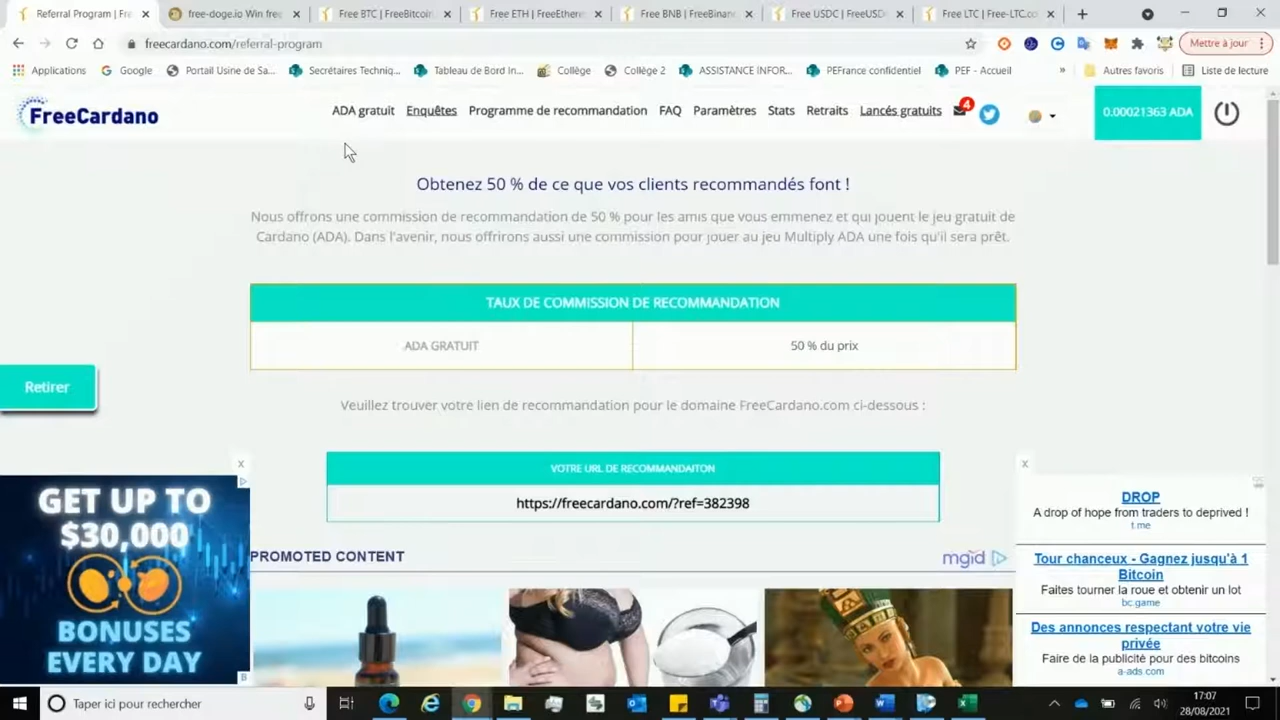 Referral Program | Fre
free-doge.io Win free
Free BTC | FreeBitcoin.
Free ETH | FreeEthere
Free BNB | FreeBinanc
Free USDC | FreeUSD
Free LTC | Free-LTC.co
freecardano.com/referral-program
Mettre à jour
Applications
Google
Portail Usine de Sa...
Secrétaires Techniq...
Tableau de Bord In...
Collège
Collège 2
ASSISTANCE INFOR...
PEFrance confidentiel
PEF - Accueil
»
Autres favoris
Liste de lecture
FreeCardano
ADA gratuit
Enquêtes
Programme de recommandation
FAQ
Paramètres
Stats
Retraits
Lancés gratuits
4
0.00021363 ADA
Obtenez 50 % de ce que vos clients recommandés font !
Nous offrons une commission de recommandation de 50 % pour les amis que vous emmenez et qui jouent le jeu gratuit de
Cardano (ADA). Dans l'avenir, nous offrirons aussi une commission pour jouer au jeu Multiply ADA une fois qu'il sera prêt.
TAUX DE COMMISSION DE RECOMMANDATION
ADA GRATUIT
50 % du prix
Retirer
Veuillez trouver votre lien de recommandation pour le domaine FreeCardano.com ci-dessous :
VOTRE URL DE RECOMMANDAITON
https://freecardano.com/?ref=382398
GET UP TO
$30,000
BONUSES
EVERY DAY
PROMOTED CONTENT
mgid
DROP
A drop of hope from traders to deprived !
t.me
Tour chanceux - Gagnez jusqu'à 1
Bitcoin
Faites tourner la roue et obtenir un lot
bc.game
Des annonces respectant votre vie
privée
Faire de la publicité pour des bitcoins
a-ads.com
Taper ici pour rechercher
17:07
28/08/2021